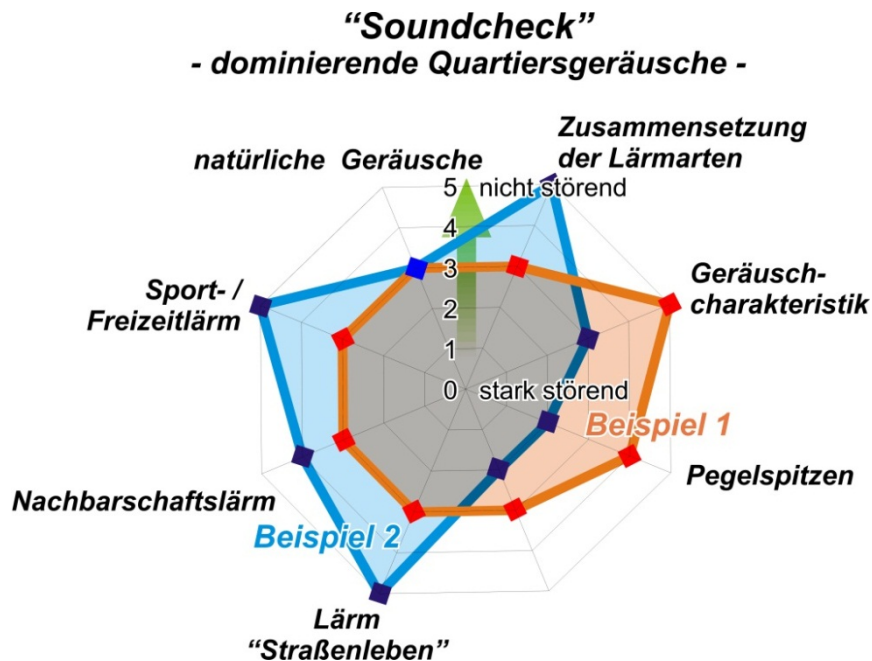 “Soundcheck”
- dominierende Quartiersgeräusche -
Zusammensetzung
der Lärmarten
natürliche Geräusche
5 nicht störend
4
3
2
1
0 stark störend
Geräusch-
charakteristik
Sport- /
Freizeitlärm
Beispiel 1
Pegelspitzen
Nachbarschaftslärm
Beispiel 2
Lärm
“Straßenleben”